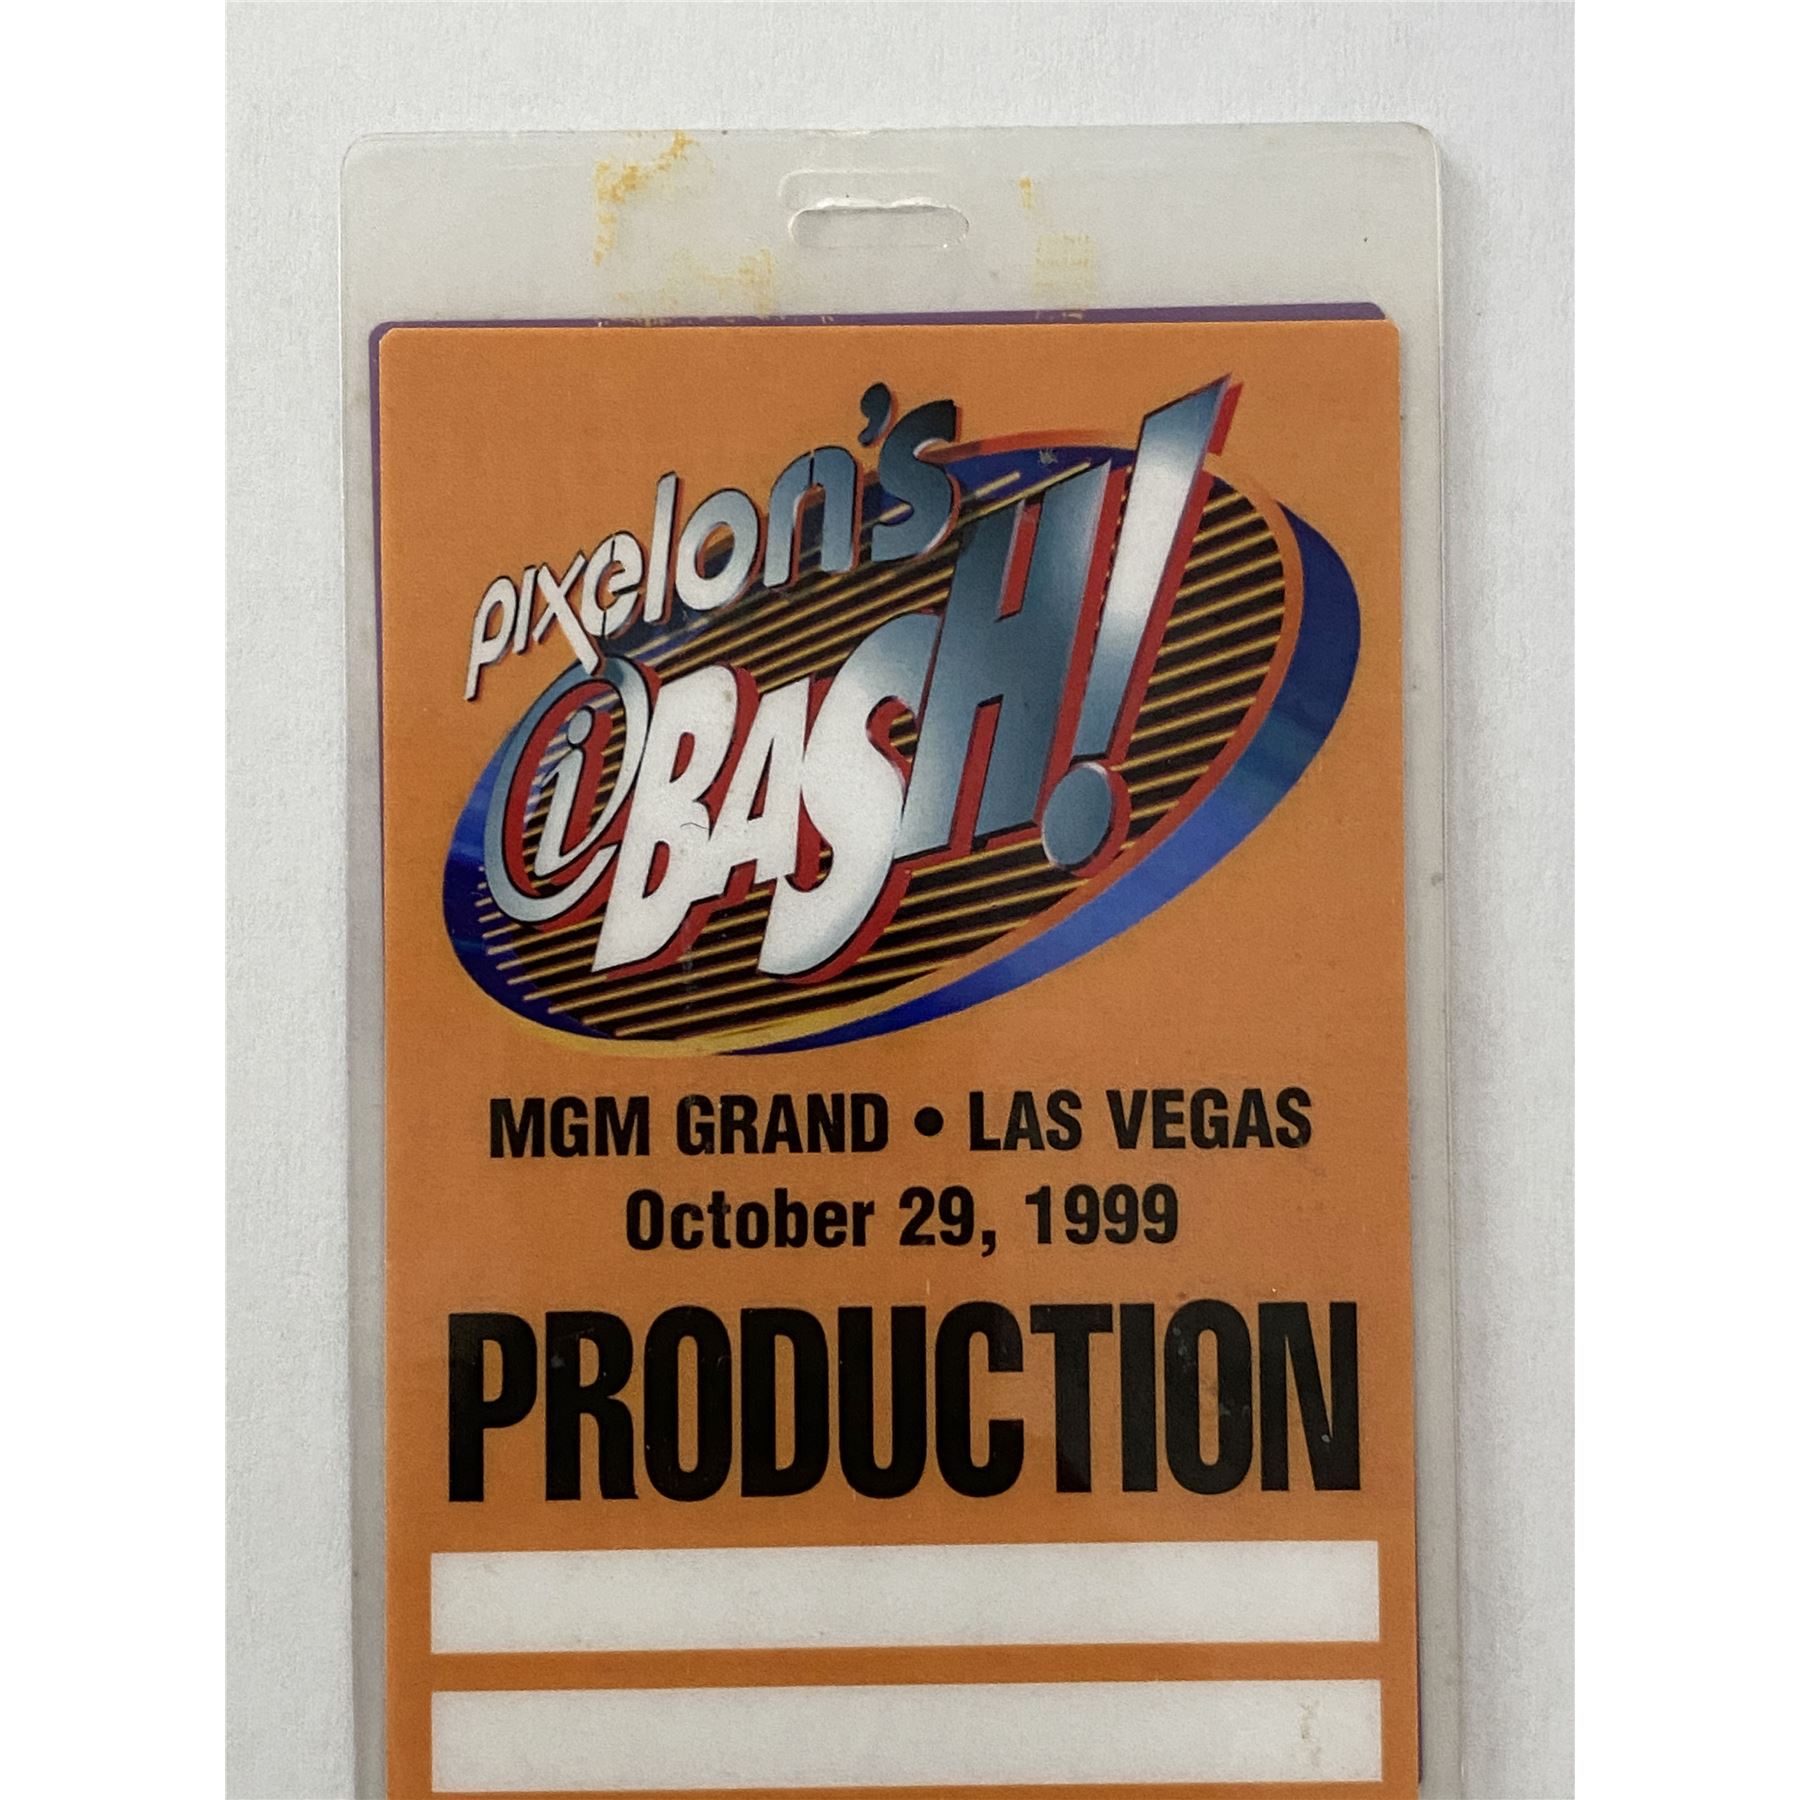 pixelon's
iBASH!
MGM GRAND • LAS VEGAS
October 29, 1999
PRODUCTION